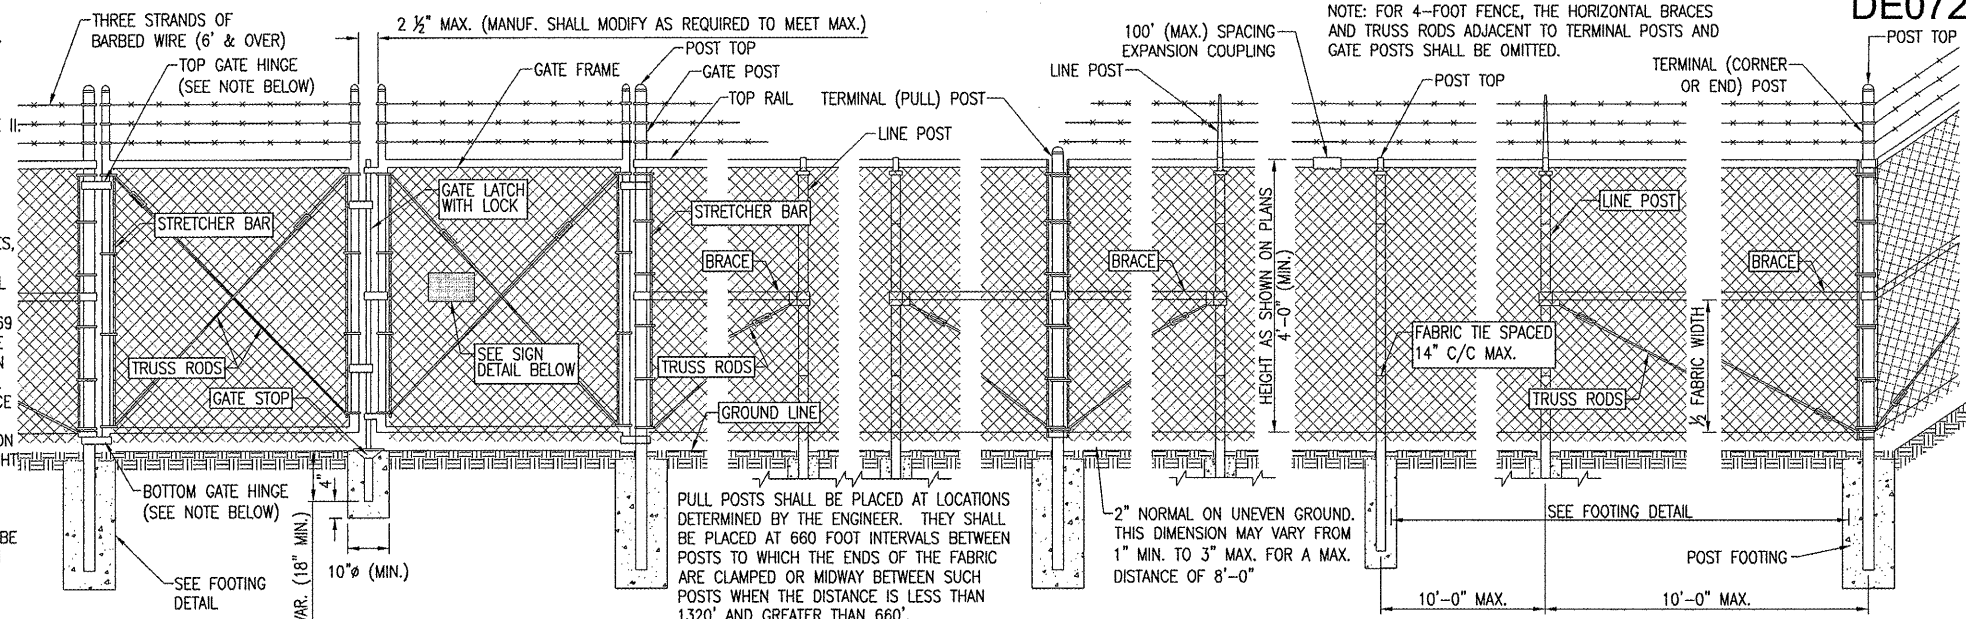 THREE STRANDS OF
BARBED WIRE (6' & OVER)
TOP GATE HINGE
(SEE NOTE BELOW)
2 ½" MAX. (MANUF. SHALL MODIFY AS REQUIRED TO MEET MAX.)
GATE FRAME
POST TOP
GATE POST
TOP RAIL
TERMINAL (PULL) POST
LINE POST
LINE POST
100' (MAX.) SPACING
EXPANSION COUPLING
NOTE: FOR 4-FOOT FENCE, THE HORIZONTAL BRACES
AND TRUSS RODS ADJACENT TO TERMINAL POSTS AND
GATE POSTS SHALL BE OMITTED.
POST TOP
DE072
POST TOP
TERMINAL (CORNER
OR END) POST
II.
GATE LATCH
WITH LOCK
STRETCHER BAR
STRETCHER BAR
LINE POST
ES,
BRACE
BRACE
BRACE
HEIGHT AS SHOWN ON PLANS
4'-0" (MIN.)
69
SEE SIGN
DETAIL BELOW
TRUSS RODS
TRUSS RODS
FABRIC TIE SPACED
14" C/C MAX.
TRUSS RODS
½ FABRIC WIDTH
GATE STOP
GROUND LINE
CE
ON
HT
4"
BOTTOM GATE HINGE
(SEE NOTE BELOW)
VAR. (18" MIN.)
10"ø (MIN.)
BE
SEE FOOTING
DETAIL
PULL POSTS SHALL BE PLACED AT LOCATIONS
DETERMINED BY THE ENGINEER. THEY SHALL
BE PLACED AT 660 FOOT INTERVALS BETWEEN
POSTS TO WHICH THE ENDS OF THE FABRIC
ARE CLAMPED OR MIDWAY BETWEEN SUCH
POSTS WHEN THE DISTANCE IS LESS THAN
1320' AND GREATER THAN 660'.
2" NORMAL ON UNEVEN GROUND.
THIS DIMENSION MAY VARY FROM
1" MIN. TO 3" MAX. FOR A MAX.
DISTANCE OF 8'-0"
SEE FOOTING DETAIL
POST FOOTING
10'-0" MAX.
10'-0" MAX.